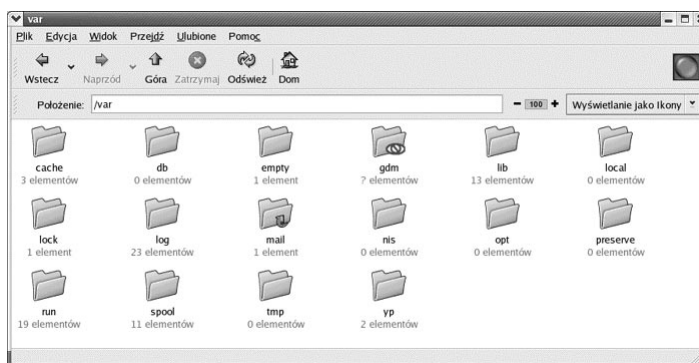 var
Plik Edycja Widok Przejdź Ulubione Pomoc
Wstecz Naprzód Góra Zatrzymaj Odśwież Dom
Położenie: /var 100 Wyświetlanie jako Ikony
cache db empty gdm lib local
3 elementów 0 elementów 1 element ? elementów 13 elementów 0 elementów
lock log mail nis opt preserve
1 element 23 elementów 1 element 0 elementów 0 elementów 0 elementów
run spool tmp yp
19 elementów 11 elementów 0 elementów 2 elementów